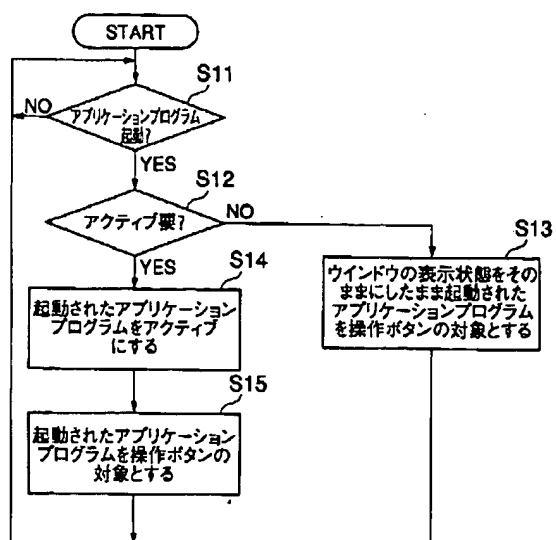 START
S11
NO
アプリケーションプログラム
起動?
YES
S12
アクティブ要?
NO
YES
S13
ウインドウの表示状態をその
ままにしたまま起動された
アプリケーションプログラム
を操作ボタンの対象とする
S14
起動されたアプリケーション
プログラムをアクティブ
にする
S15
起動されたアプリケーション
プログラムを操作ボタンの
対象とする